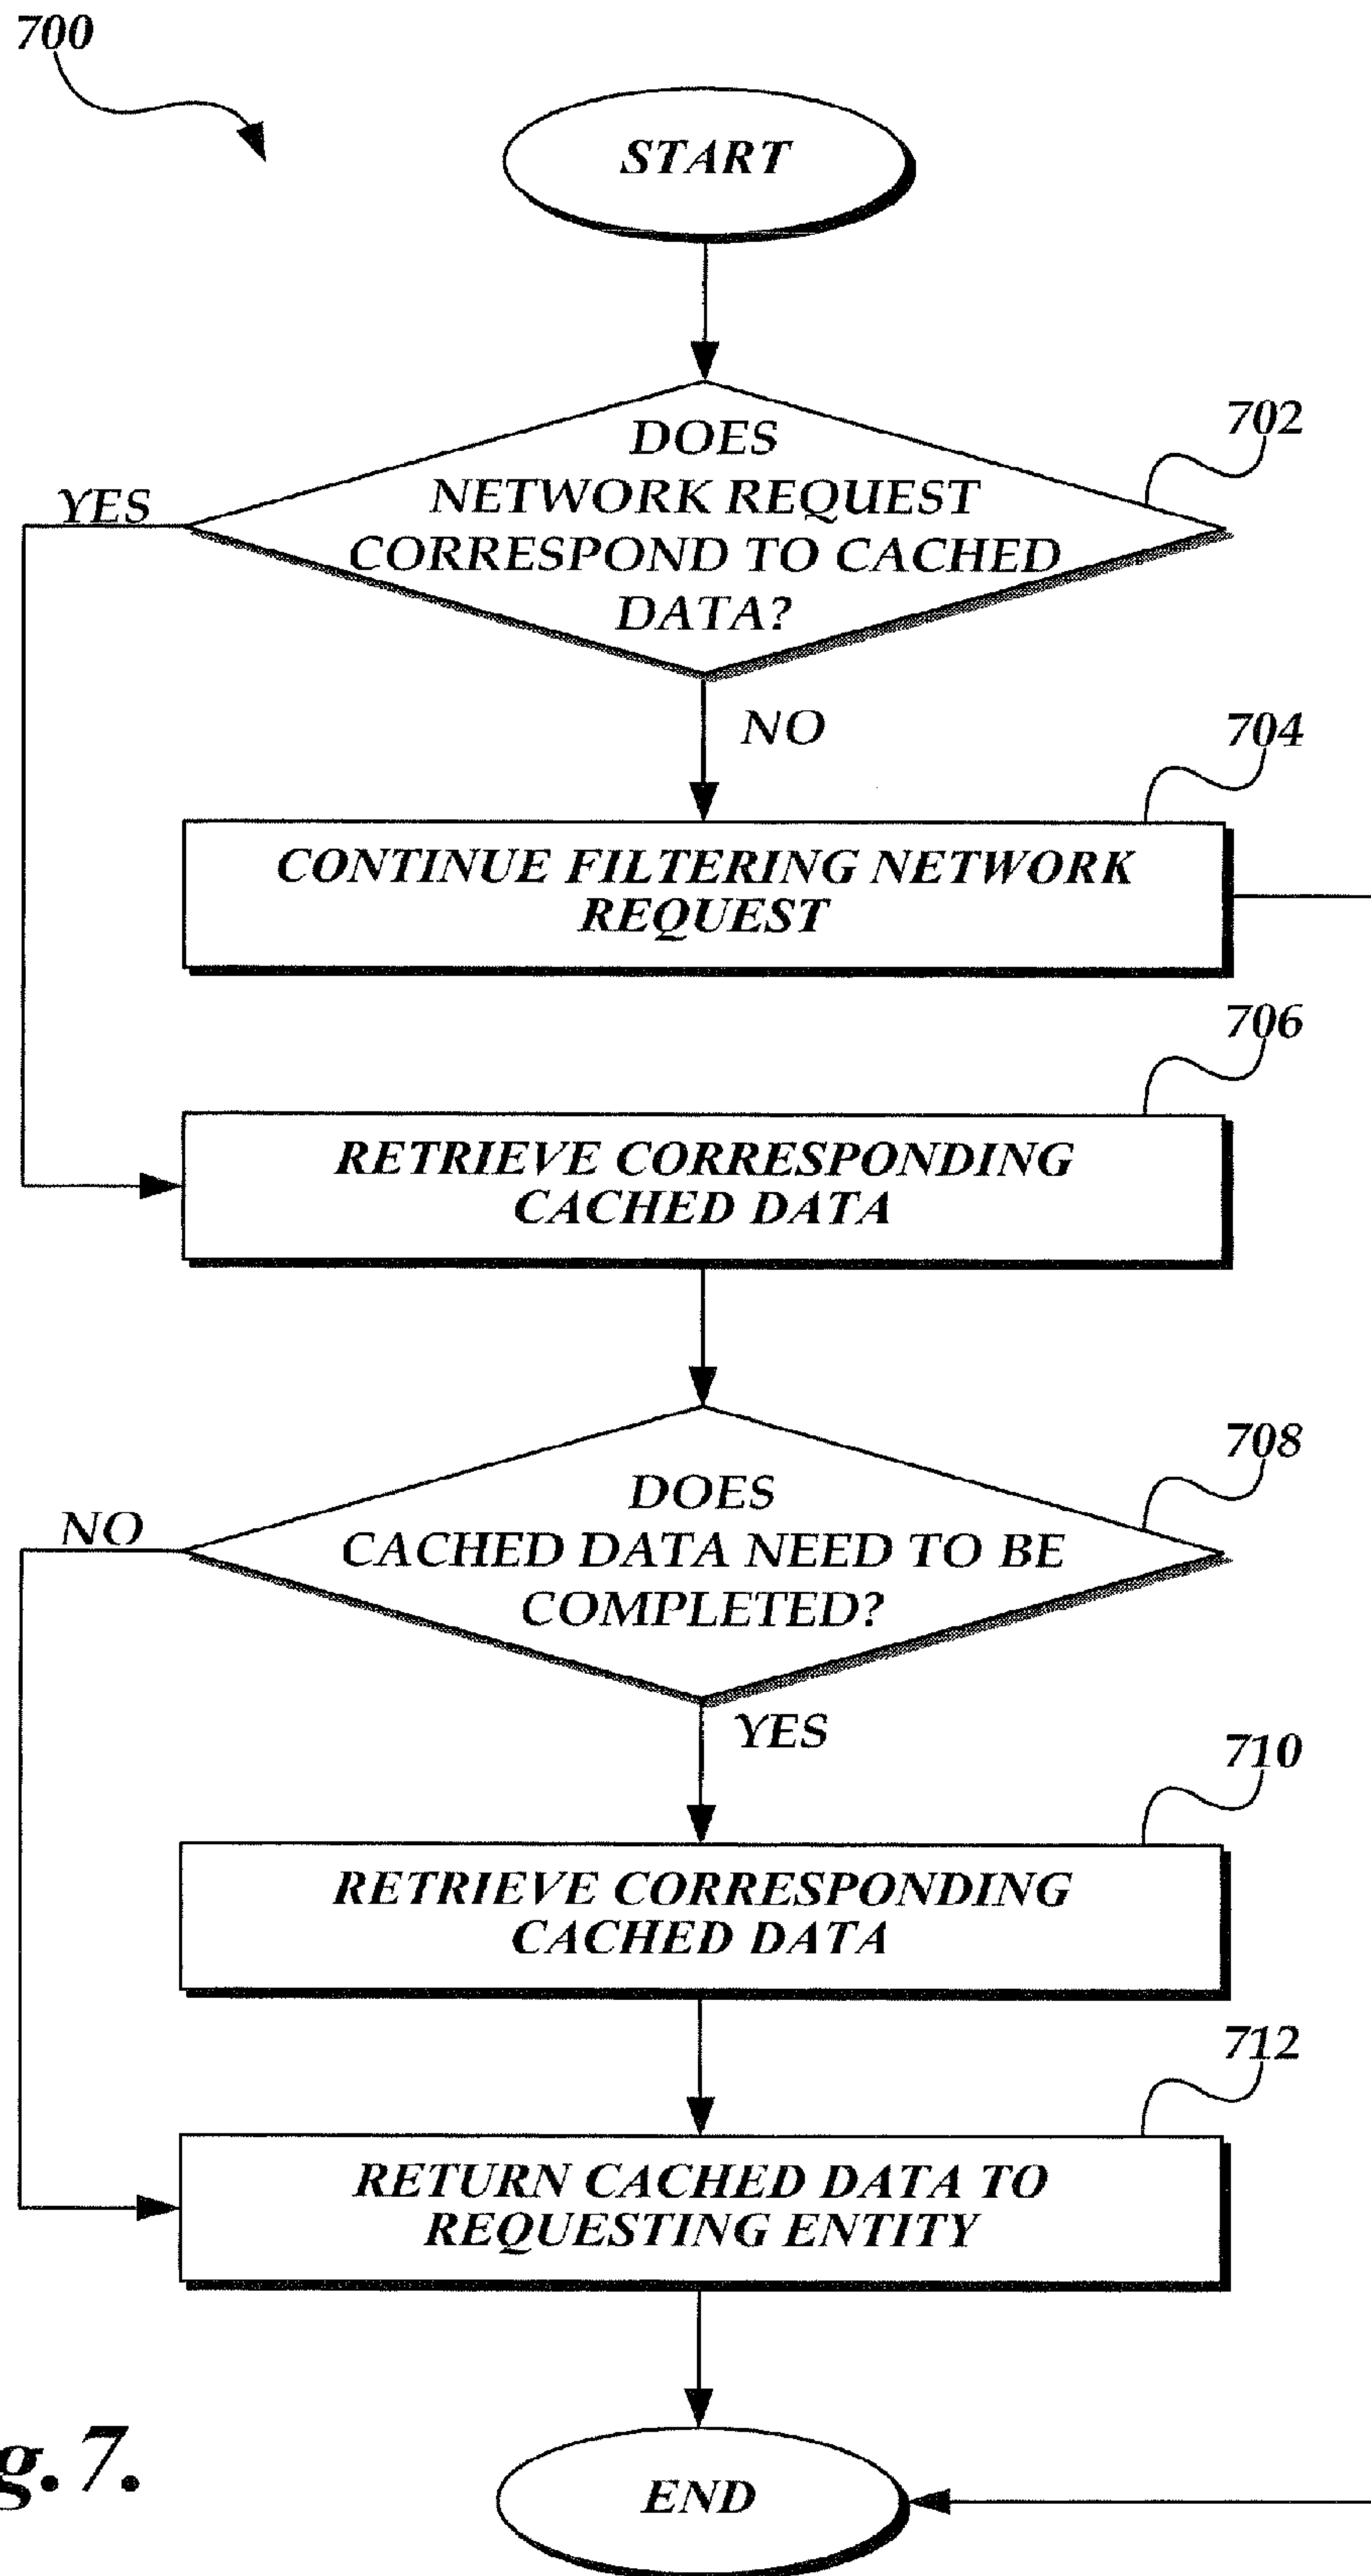 700
START
DOES
NETWORK REQUEST
CORRESPOND TO CACHED
DATA?
702
YES
NO
704
CONTINUE FILTERING NETWORK
REQUEST
706
RETRIEVE CORRESPONDING
CACHED DATA
708
DOES
CACHED DATA NEED TO BE
COMPLETED?
NO
YES
710
RETRIEVE CORRESPONDING
CACHED DATA
712
RETURN CACHED DATA TO
REQUESTING ENTITY
g. 7.
END